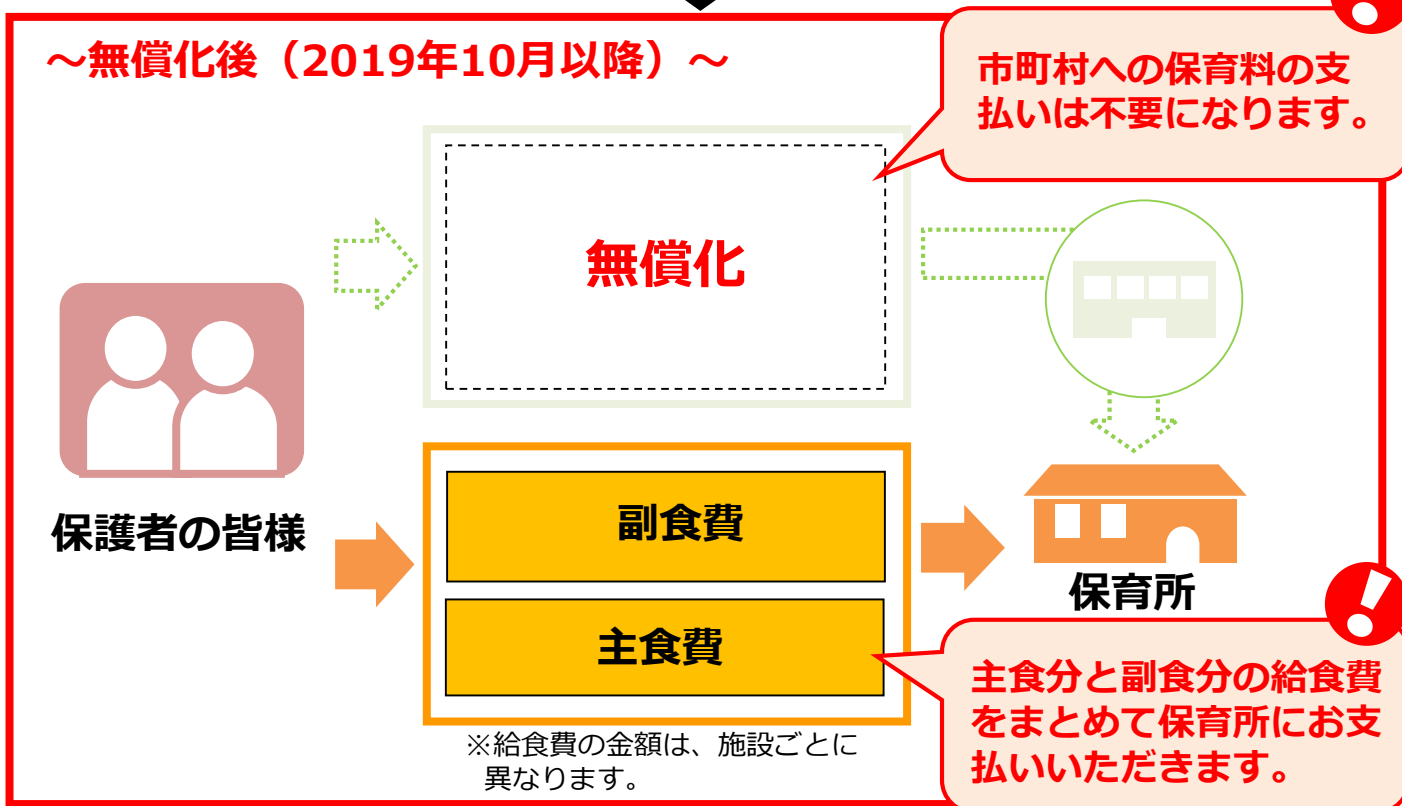 ～無償化後（2019年10月以降）～
市町村への保育料の支
払いは不要になります。
無償化
保護者の皆様
副食費
主食費
保育所
※給食費の金額は、施設ごとに
異なります。
主食分と副食分の給食費
をまとめて保育所にお支
払いいただきます。